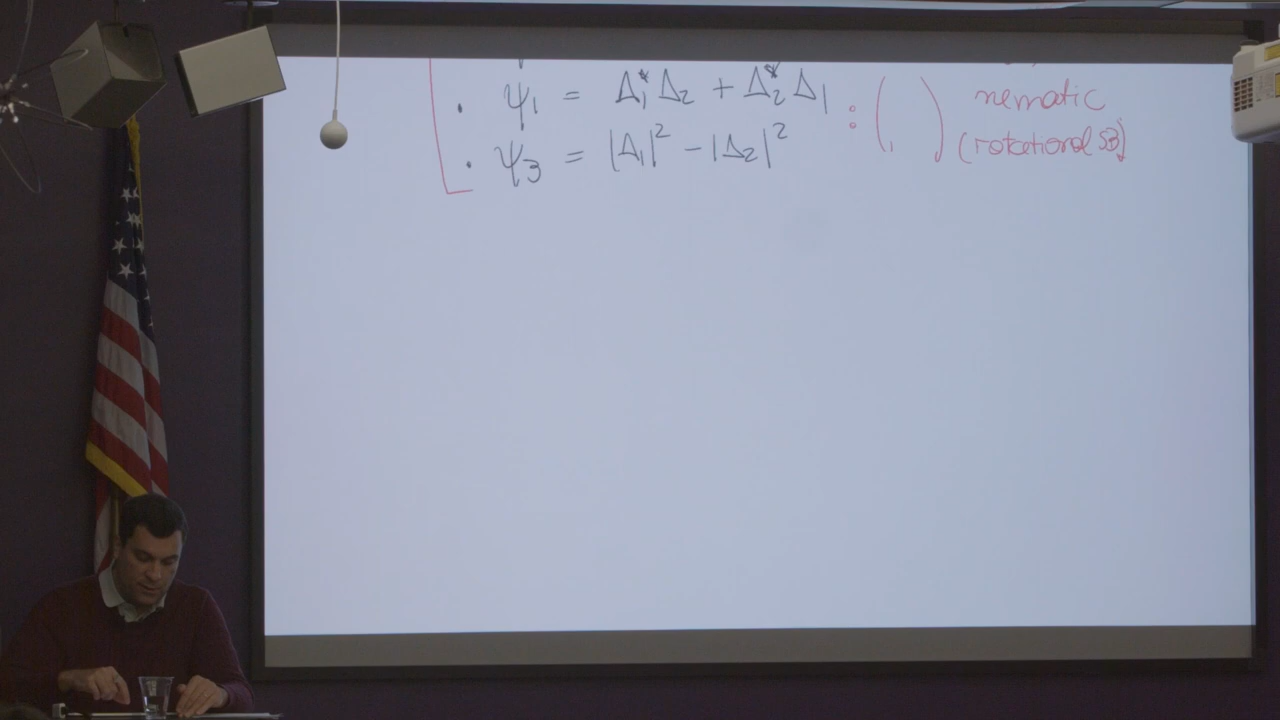 · ψ₁ = Δ₁*Δ₂ + Δ₂*Δ₁ : ( , ) nematic
· ψ₃ = |Δ₁|² − |Δ₂|² (rotational SB)